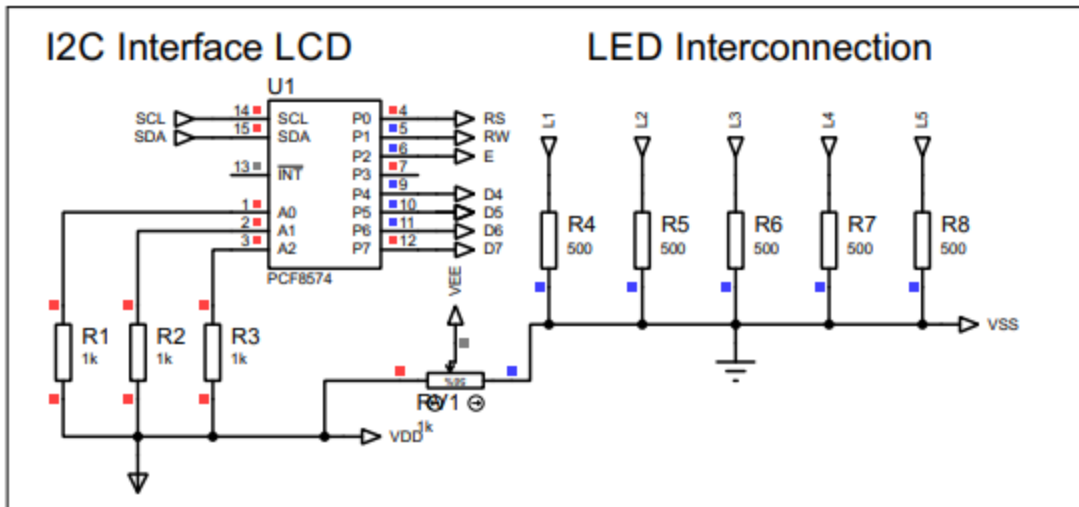 I2C Interface LCD
LED Interconnection
U1
SCL
SDA
14
15
13
1
2
3
SCL
SDA
INT
A0
A1
A2
P0
P1
P2
P3
P4
P5
P6
P7
4
5
6
7
9
10
11
12
RS
RW
E
D4
D5
D6
D7
PCF8574
L1
L2
L3
L4
L5
R4
500
R5
500
R6
500
R7
500
R8
500
VEE
R1
1k
R2
1k
R3
1k
VSS
RV1
1k
VDD